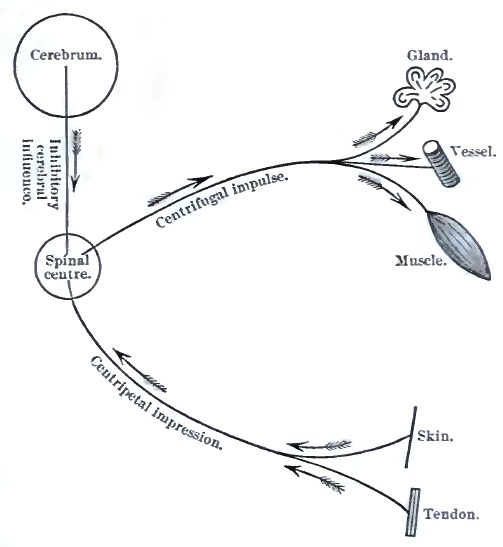 Cerebrum.
Gland.
Vessel.
Inhibitory
cerebral
influence.
Centrifugal impulse.
Muscle.
Spinal
centre.
Centripetal impression.
Skin.
Tendon.